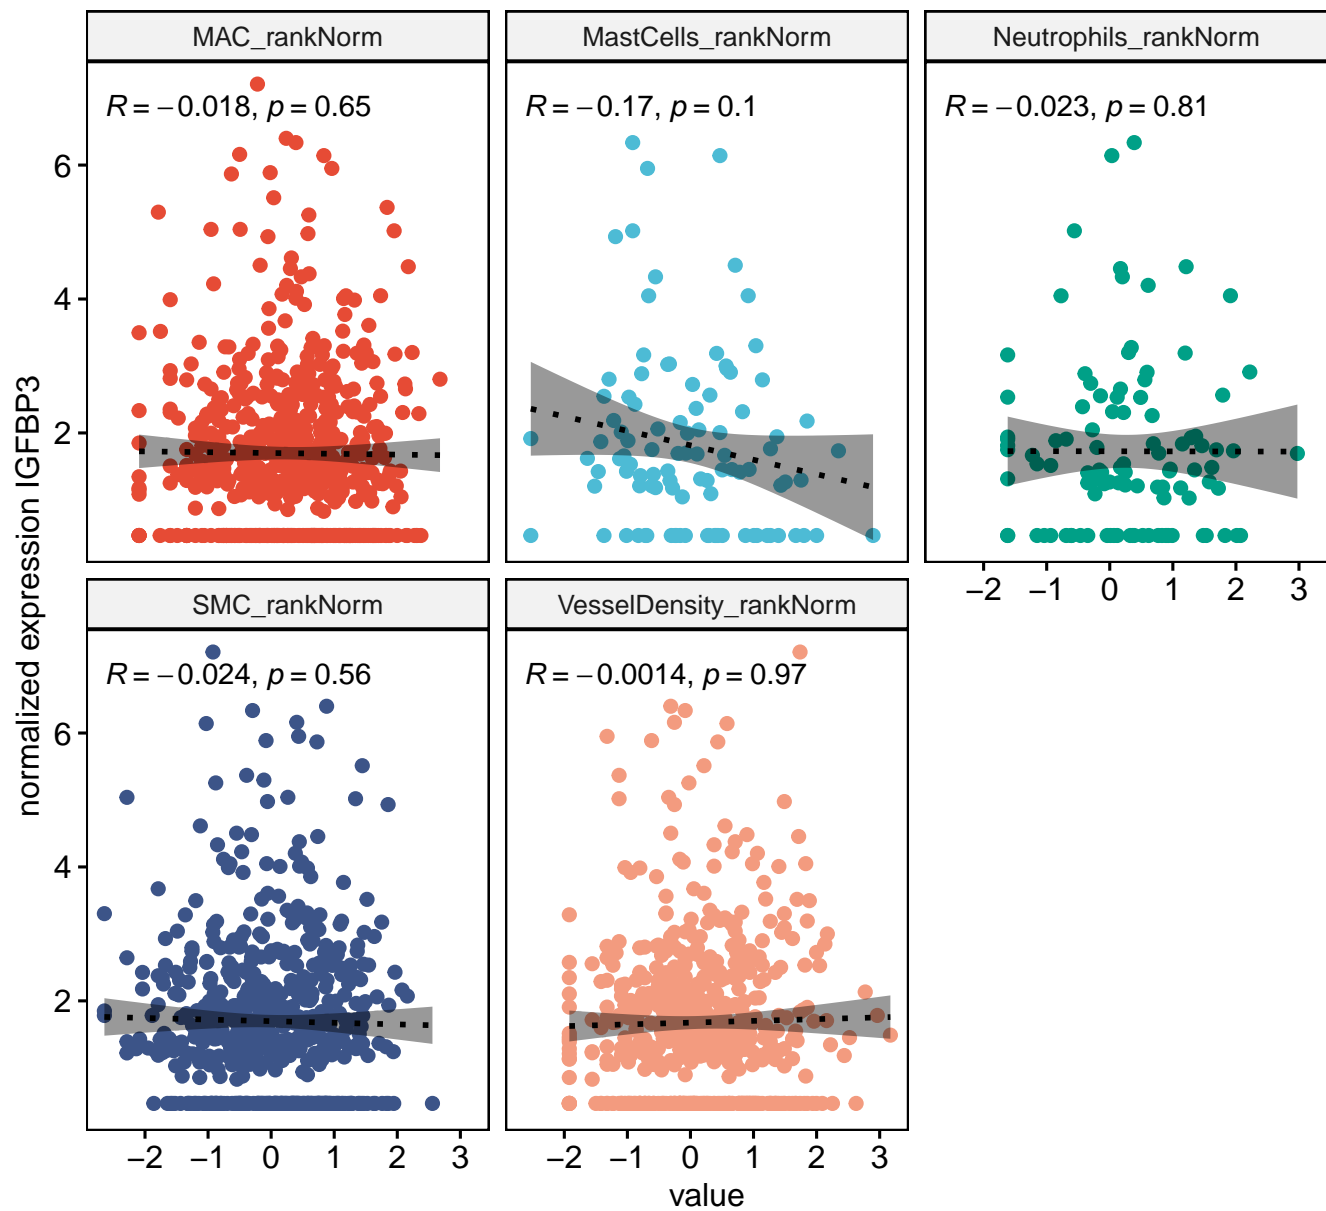 MAC_rankNorm
MastCells_rankNorm
Neutrophils_rankNorm
R = −0.018, p = 0.65
R = −0.17, p = 0.1
R = −0.023, p = 0.81
6
4
2
−2 −1 0 1 2 3
SMC_rankNorm
VesselDensity_rankNorm
R = −0.024, p = 0.56
R = −0.0014, p = 0.97
6
4
2
−2 −1 0 1 2 3
−2 −1 0 1 2 3
value
normalized expression IGFBP3